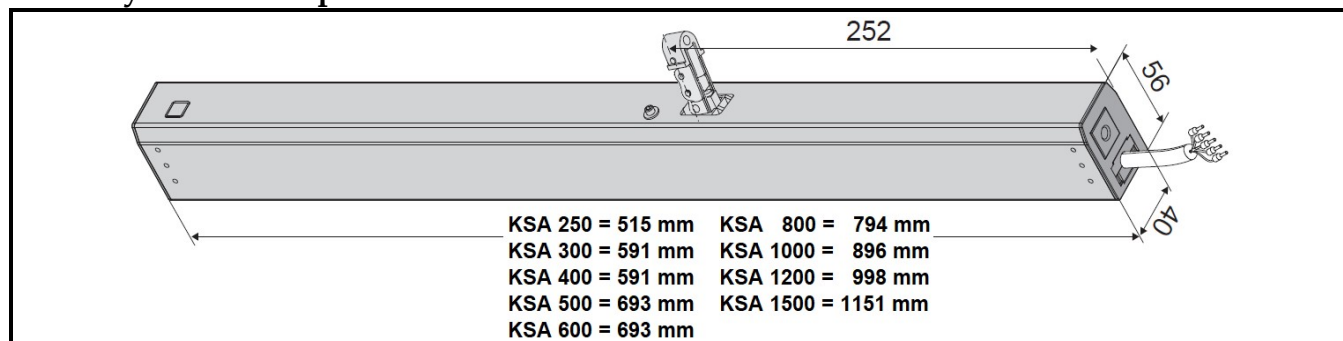 252
56
40
KSA 250 = 515 mm KSA 800 = 794 mm
KSA 300 = 591 mm KSA 1000 = 896 mm
KSA 400 = 591 mm KSA 1200 = 998 mm
KSA 500 = 693 mm KSA 1500 = 1151 mm
KSA 600 = 693 mm